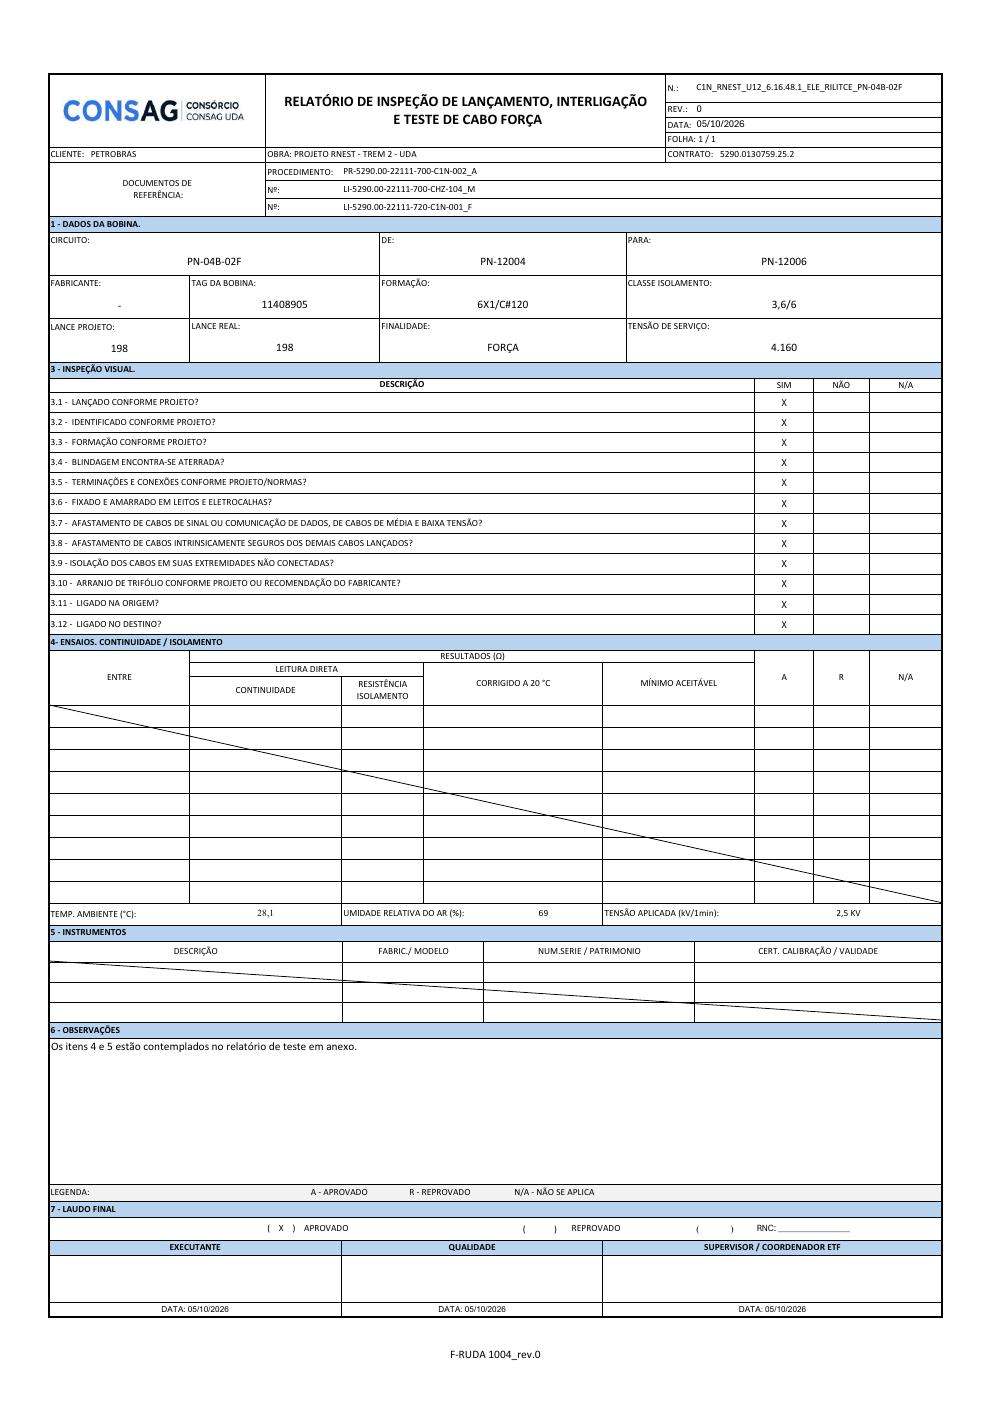 CONSAG CONSÓRCIO
CONSAG UDA
RELATÓRIO DE INSPEÇÃO DE LANÇAMENTO, INTERLIGAÇÃO
E TESTE DE CABO FORÇA
N.: C1N_RNEST_U12_6.16.48.1_ELE_RILITCE_PN-04B-02F
REV.: 0
DATA: 05/10/2026
FOLHA: 1 / 1
CLIENTE: PETROBRAS
OBRA: PROJETO RNEST - TREM 2 - UDA
CONTRATO: 5290.0130759.25.2
DOCUMENTOS DE
REFERÊNCIA:
PROCEDIMENTO: PR-5290.00-22111-700-C1N-002_A
Nº: LI-5290.00-22111-700-CHZ-104_M
Nº: LI-5290.00-22111-720-C1N-001_F
1 - DADOS DA BOBINA.
CIRCUITO: DE: PARA:
PN-04B-02F PN-12004 PN-12006
FABRICANTE: TAG DA BOBINA: FORMAÇÃO: CLASSE ISOLAMENTO:
- 11408905 6X1/C#120 3,6/6
LANCE PROJETO: LANCE REAL: FINALIDADE: TENSÃO DE SERVIÇO:
198 198 FORÇA 4.160
3 - INSPEÇÃO VISUAL.
DESCRIÇÃO SIM NÃO N/A
3.1 - LANÇADO CONFORME PROJETO? X
3.2 - IDENTIFICADO CONFORME PROJETO? X
3.3 - FORMAÇÃO CONFORME PROJETO? X
3.4 - BLINDAGEM ENCONTRA-SE ATERRADA? X
3.5 - TERMINAÇÕES E CONEXÕES CONFORME PROJETO/NORMAS? X
3.6 - FIXADO E AMARRADO EM LEITOS E ELETROCALHAS? X
3.7 - AFASTAMENTO DE CABOS DE SINAL OU COMUNICAÇÃO DE DADOS, DE CABOS DE MÉDIA E BAIXA TENSÃO? X
3.8 - AFASTAMENTO DE CABOS INTRINSICAMENTE SEGUROS DOS DEMAIS CABOS LANÇADOS? X
3.9 - ISOLAÇÃO DOS CABOS EM SUAS EXTREMIDADES NÃO CONECTADAS? X
3.10 - ARRANJO DE TRIFÓLIO CONFORME PROJETO OU RECOMENDAÇÃO DO FABRICANTE? X
3.11 - LIGADO NA ORIGEM? X
3.12 - LIGADO NO DESTINO? X
4- ENSAIOS. CONTINUIDADE / ISOLAMENTO
ENTRE RESULTADOS (Ω) A R N/A
LEITURA DIRETA CORRIGIDO A 20 °C MÍNIMO ACEITÁVEL
CONTINUIDADE RESISTÊNCIA
ISOLAMENTO
TEMP. AMBIENTE (°C): 28,1 UMIDADE RELATIVA DO AR (%): 69 TENSÃO APLICADA (kV/1min): 2,5 KV
5 - INSTRUMENTOS
DESCRIÇÃO FABRIC./ MODELO NUM.SERIE / PATRIMONIO CERT. CALIBRAÇÃO / VALIDADE
6 - OBSERVAÇÕES
Os itens 4 e 5 estão contemplados no relatório de teste em anexo.
LEGENDA: A - APROVADO R - REPROVADO N/A - NÃO SE APLICA
7 - LAUDO FINAL
( X ) APROVADO ( ) REPROVADO ( ) RNC: ________________
EXECUTANTE QUALIDADE SUPERVISOR / COORDENADOR ETF
DATA: 05/10/2026 DATA: 05/10/2026 DATA: 05/10/2026
F-RUDA 1004_rev.0